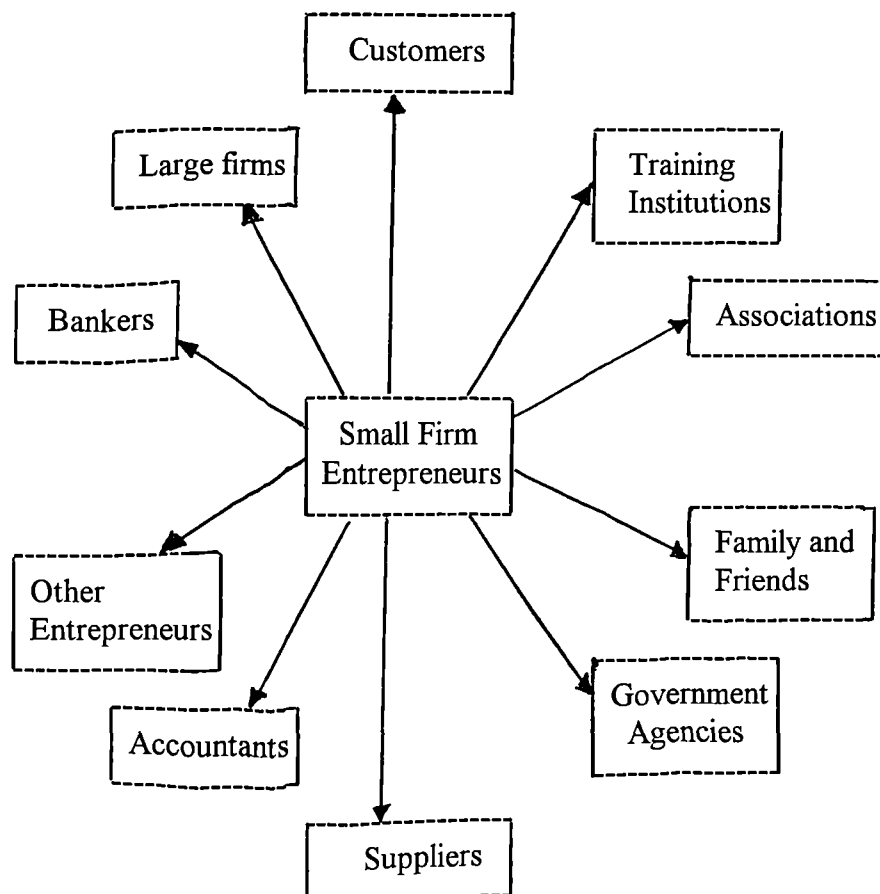 Customers
Large firms
Training
Institutions
Bankers
Associations
Small Firm
Entrepreneurs
Other
Entrepreneurs
Family and
Friends
Accountants
Government
Agencies
Suppliers